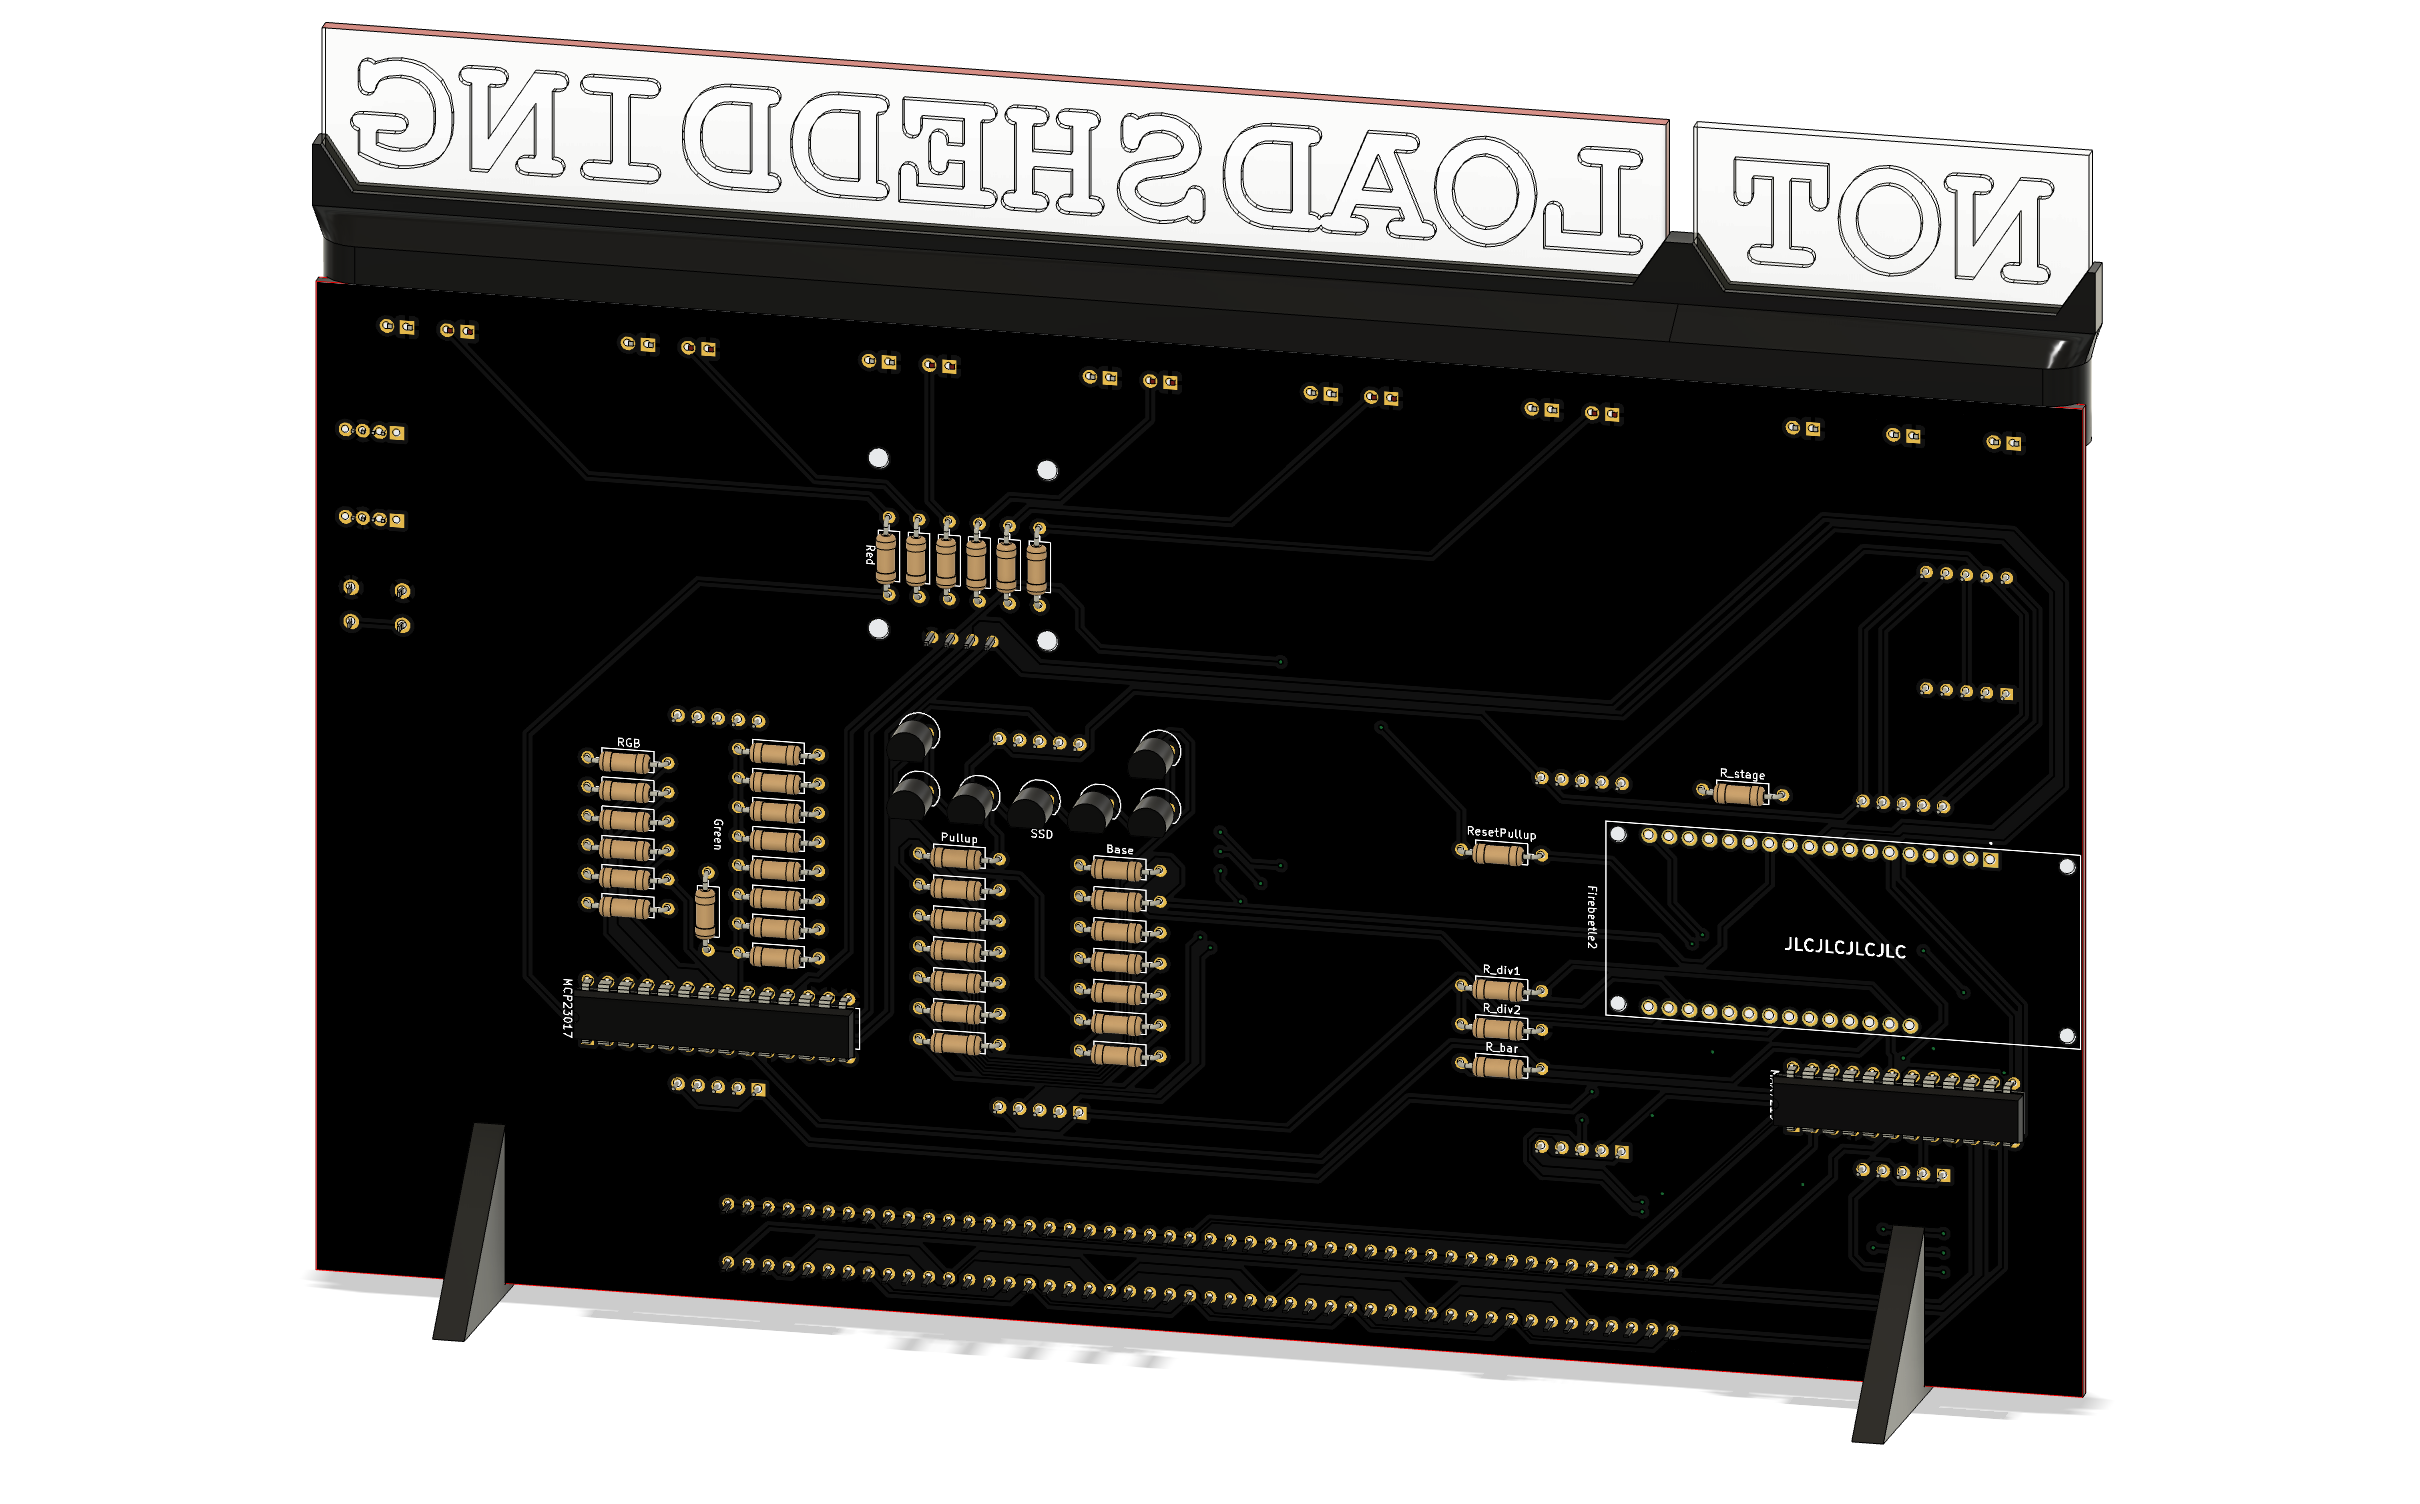 NOT LOADSHEDDING
Red
RGB
Green
Pullup
SSD
Base
R_stage
ResetPullup
Firebeetle2
JLCJLCJLCJLC
R_div1
R_div2
R_bar
MCP23017